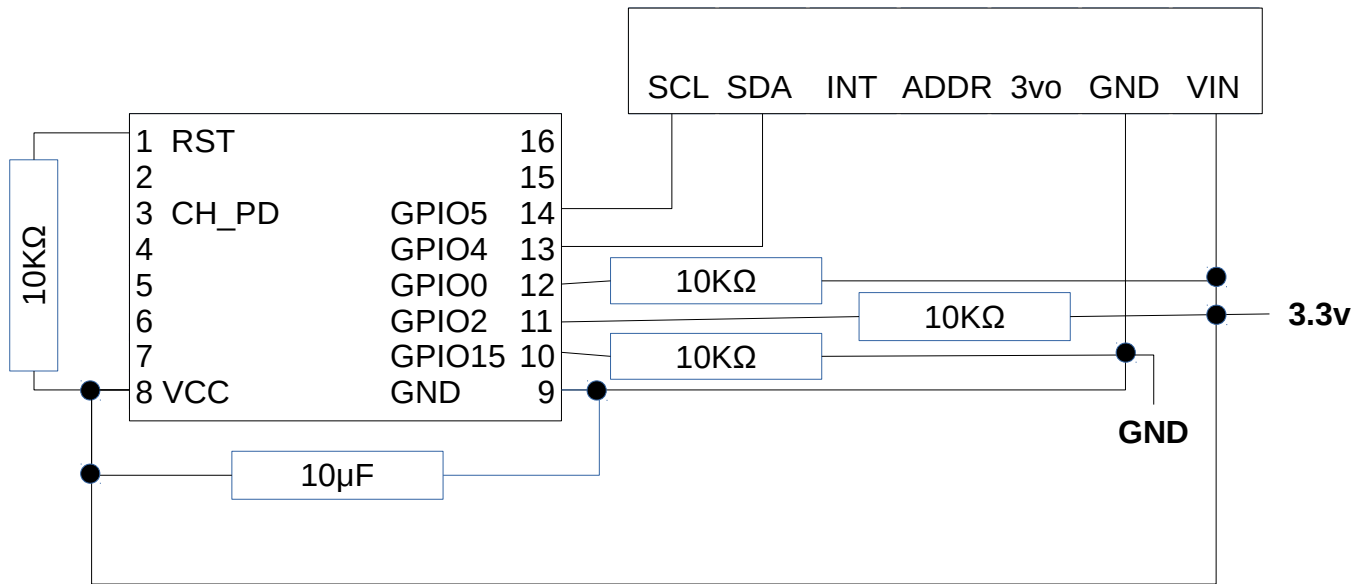 SCL SDA INT ADDR 3vo GND VIN
1 RST 16
2 15
3 CH_PD GPIO5 14
4 GPIO4 13
5 GPIO0 12
6 GPIO2 11
7 GPIO15 10
8 VCC GND 9
10KΩ
10KΩ
10KΩ
10KΩ
3.3v
GND
10µF